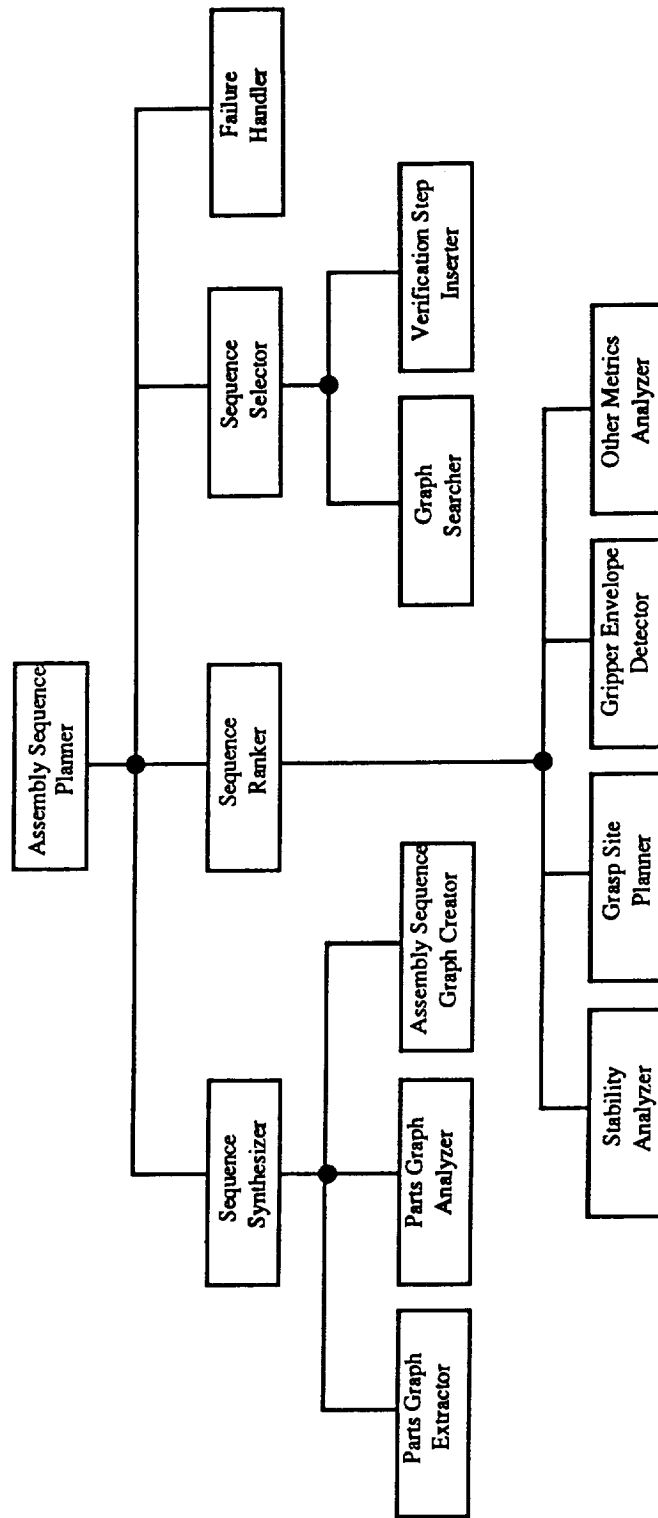 Assembly Sequence
Planner
Sequence
Synthesizer
Sequence
Ranker
Sequence
Selector
Failure
Handler
Parts Graph
Extractor
Parts Graph
Analyzer
Assembly Sequence
Graph Creator
Graph
Searcher
Verification Step
Inserter
Stability
Analyzer
Grasp Site
Planner
Gripper Envelope
Detector
Other Metrics
Analyzer